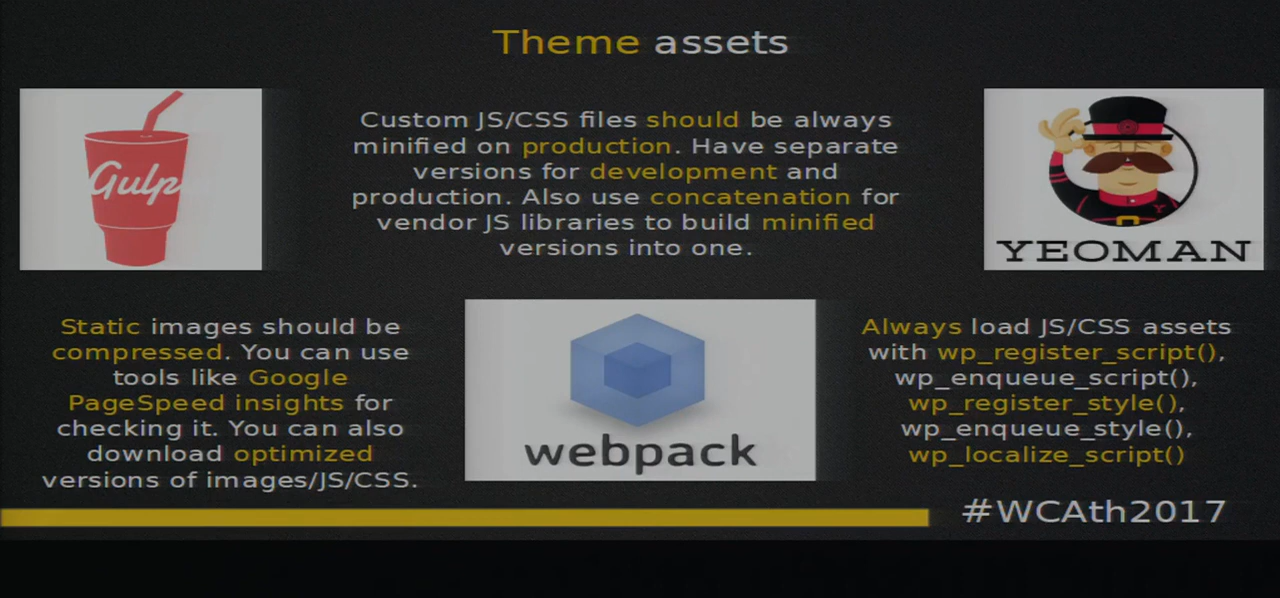 Theme assets
Gulp
Custom JS/CSS files should be always
minified on production. Have separate
versions for development and
production. Also use concatenation for
vendor JS libraries to build minified
versions into one.
YEOMAN
Static images should be
compressed. You can use
tools like Google
PageSpeed insights for
checking it. You can also
download optimized
versions of images/JS/CSS.
webpack
Always load JS/CSS assets
with wp_register_script(),
wp_enqueue_script(),
wp_register_style(),
wp_enqueue_style(),
wp_localize_script()
#WCAth2017